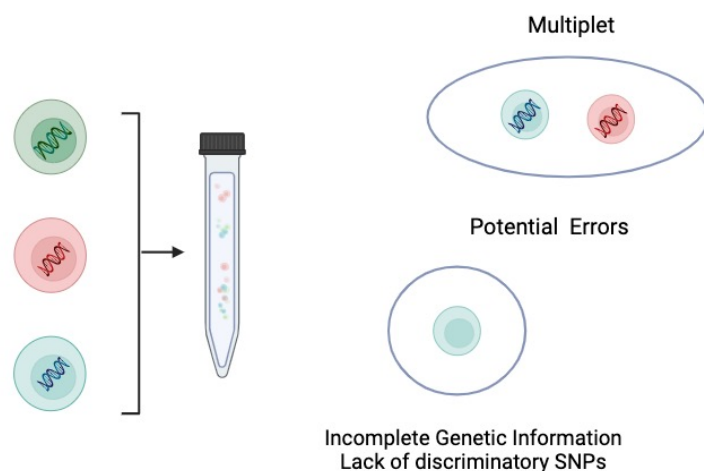 Multiplet
Potential Errors
Incomplete Genetic Information
Lack of discriminatory SNPs